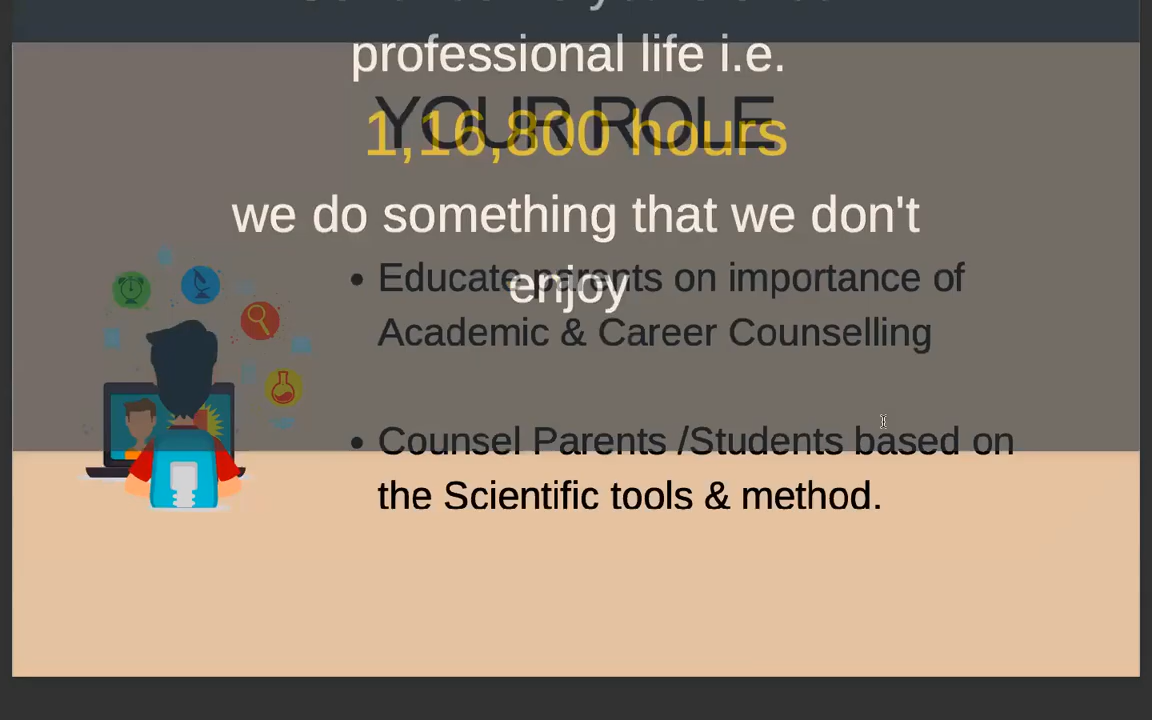 professional life i.e.
YOUR ROLE
1,16,800 hours
we do something that we don't
enjoy
• Educate parents on importance of
Academic & Career Counselling
• Counsel Parents /Students based on
the Scientific tools & method.